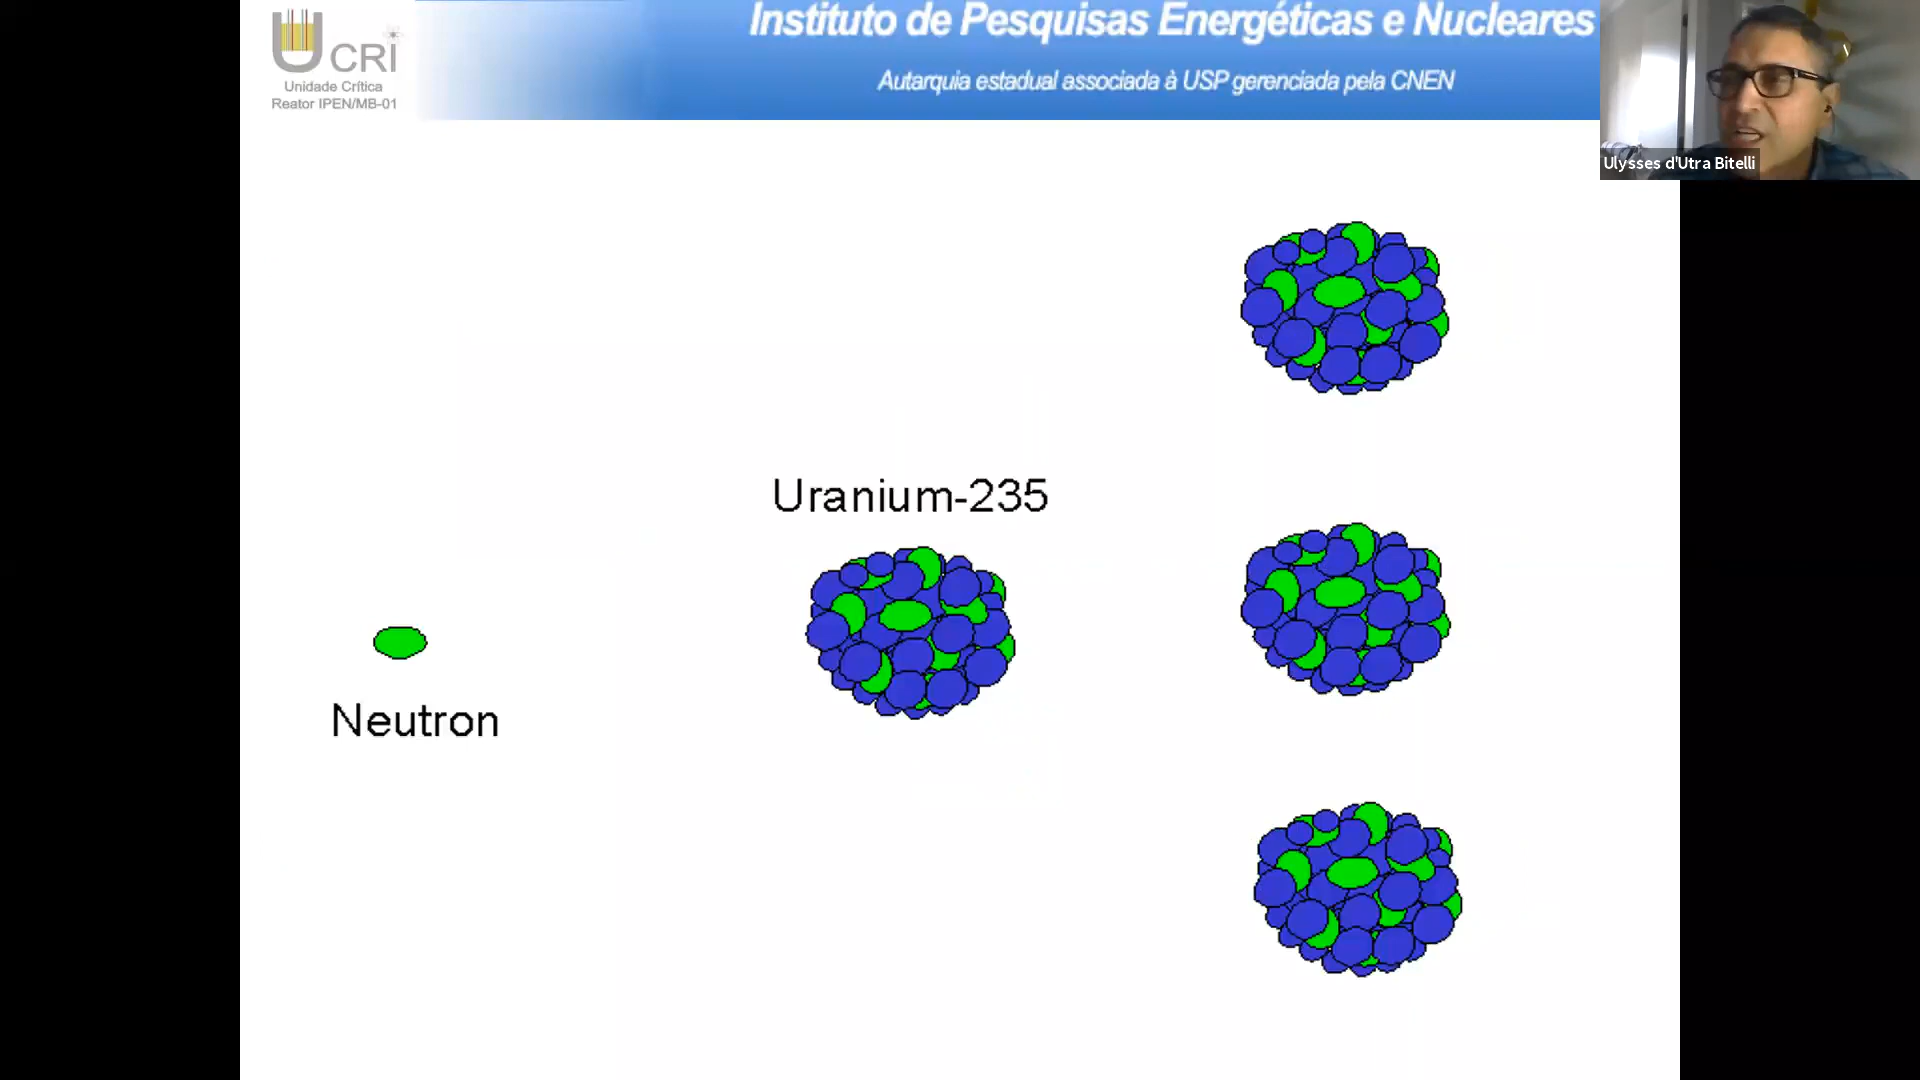 UCRI
Unidade Crítica
Reator IPEN/MB-01
Instituto de Pesquisas Energéticas e Nucleares
Autarquia estadual associada à USP gerenciada pela CNEN
Ulysses d'Utra Bitelli
Uranium-235
Neutron